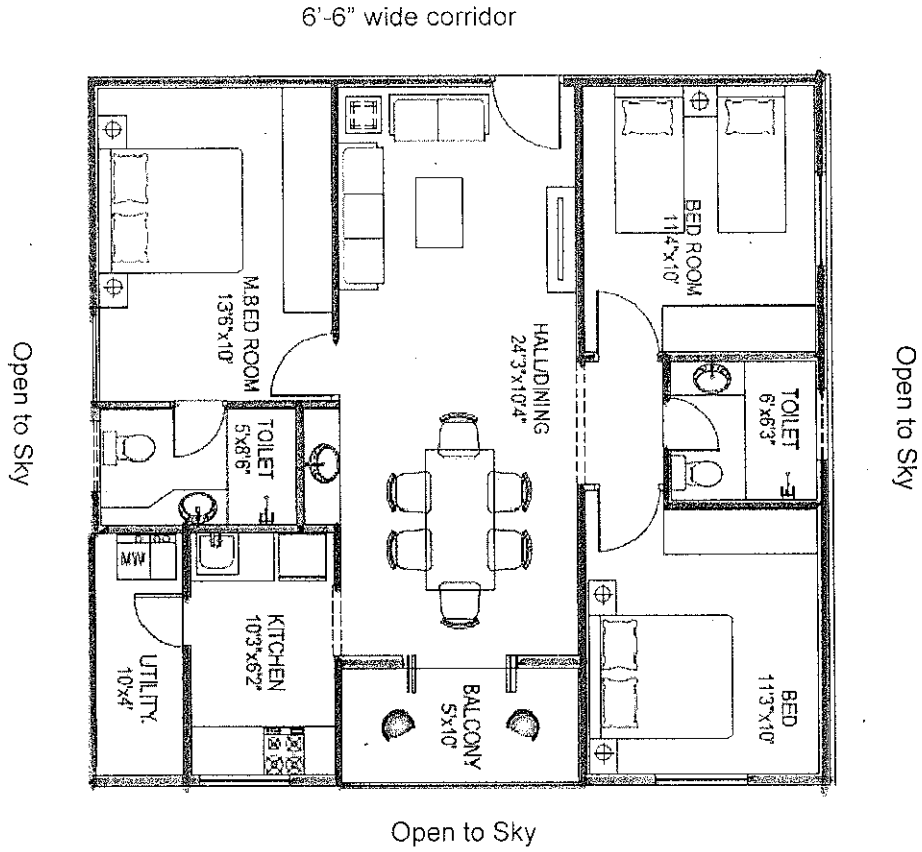 6'-6" wide corridor
BED ROOM
11'4"x10'
M.BED ROOM
13'6"x10'
HALL/DINING
24'3"x10'4"
Open to Sky
Open to Sky
TOILET
6'x6'3"
TOILET
5'x8'6"
MW
KITCHEN
10'3"x6'2"
UTILITY
10'x4'
BALCONY
5'x10'
BED
11'3"x10'
Open to Sky